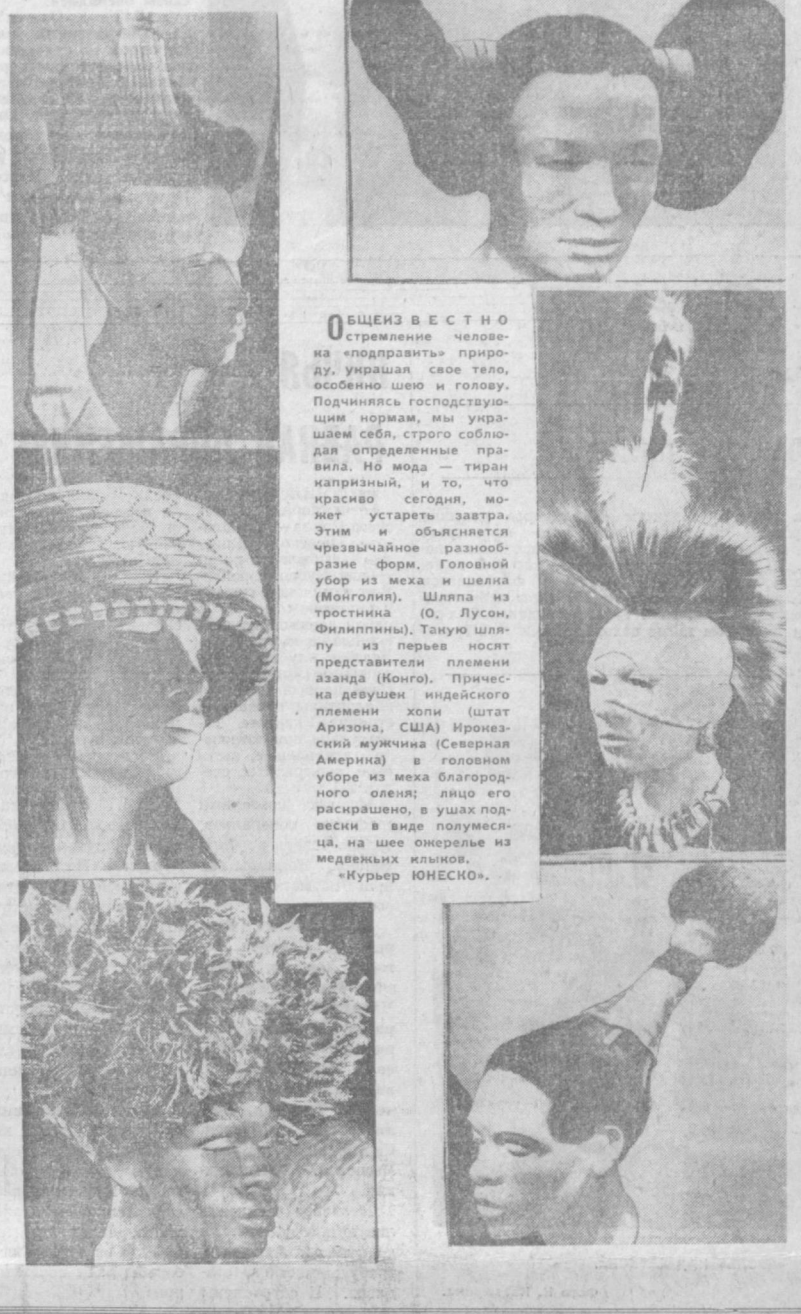 ОБЩЕИЗВЕСТНО
стремление челове-
ка «подправить» приро-
ду, украшая свое тело,
особенно шею и голову.
Подчиняясь господствую-
щим нормам, мы укра-
шаем себя, строго соблю-
дая определенные пра-
вила. Но мода — тиран
капризный, и то, что
красиво сегодня, мо-
жет устареть завтра.
Этим и объясняется
чрезвычайное разнооб-
разие форм. Головной
убор из меха и шелка
(Монголия). Шляпа из
тростника (О. Лусон,
Филиппины). Такую шля-
пу из перьев носят
представители племени
азанда (Конго). Причес-
ка девушек индейского
племени хопи (штат
Аризона, США) Ирокез-
ский мужчина (Северная
Америка) в головном
уборе из меха благород-
ного оленя; лицо его
раскрашено, в ушах под-
вески в виде полумеся-
ца, на шее ожерелье из
медвежьих клыков.
«Курьер ЮНЕСКО».